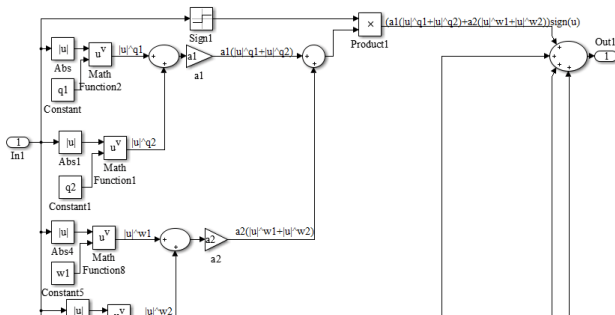 Sign1
×
Product1
(a1(|u|^q1+|u|^q2)+a2(|u|^w1+|u|^w2))sign(u)
Out1
1
|u|
Abs
u^v
Math
Function2
|u|^q1
a1
a1
a1(|u|^q1+|u|^q2)
q1
Constant
1
In1
|u|
Abs1
u^v
Math
Function1
|u|^q2
q2
Constant1
|u|
Abs4
u^v
Math
Function8
|u|^w1
a2
a2
a2(|u|^w1+|u|^w2)
w1
Constant5
|u|
u^v
|u|^w2